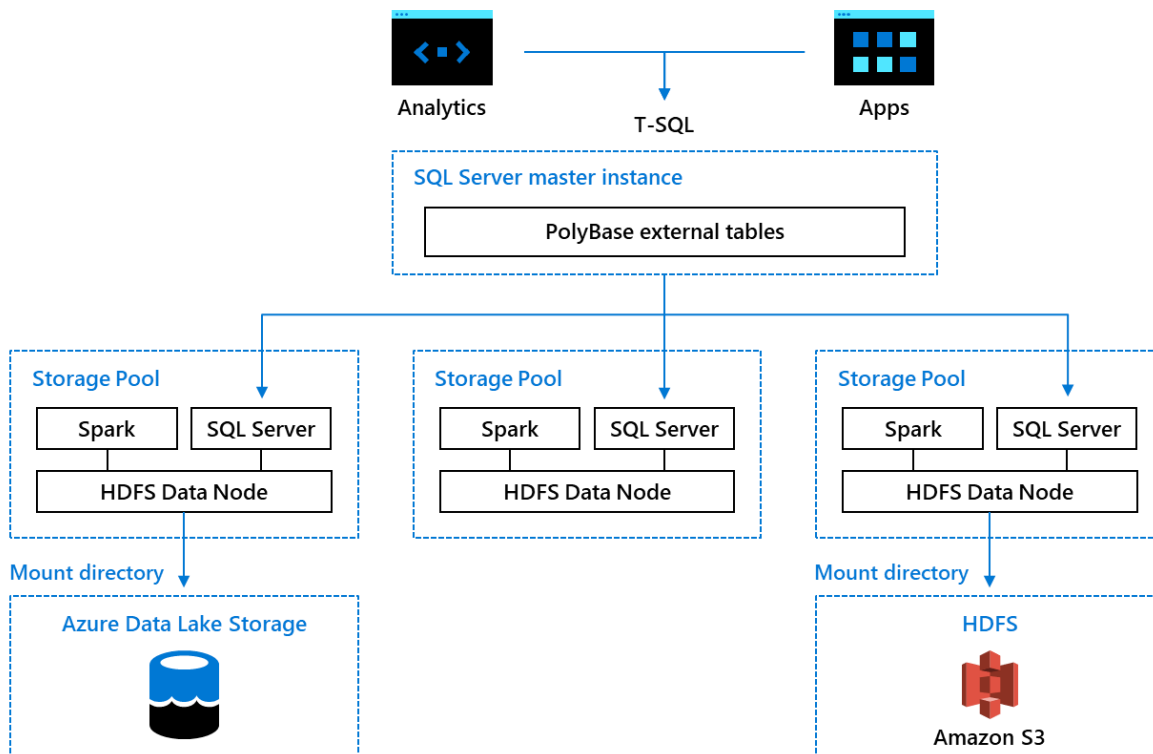 Analytics
Apps
T-SQL
SQL Server master instance
PolyBase external tables
Storage Pool
Storage Pool
Storage Pool
Spark
SQL Server
Spark
SQL Server
Spark
SQL Server
HDFS Data Node
HDFS Data Node
HDFS Data Node
Mount directory
Mount directory
Azure Data Lake Storage
HDFS
Amazon S3